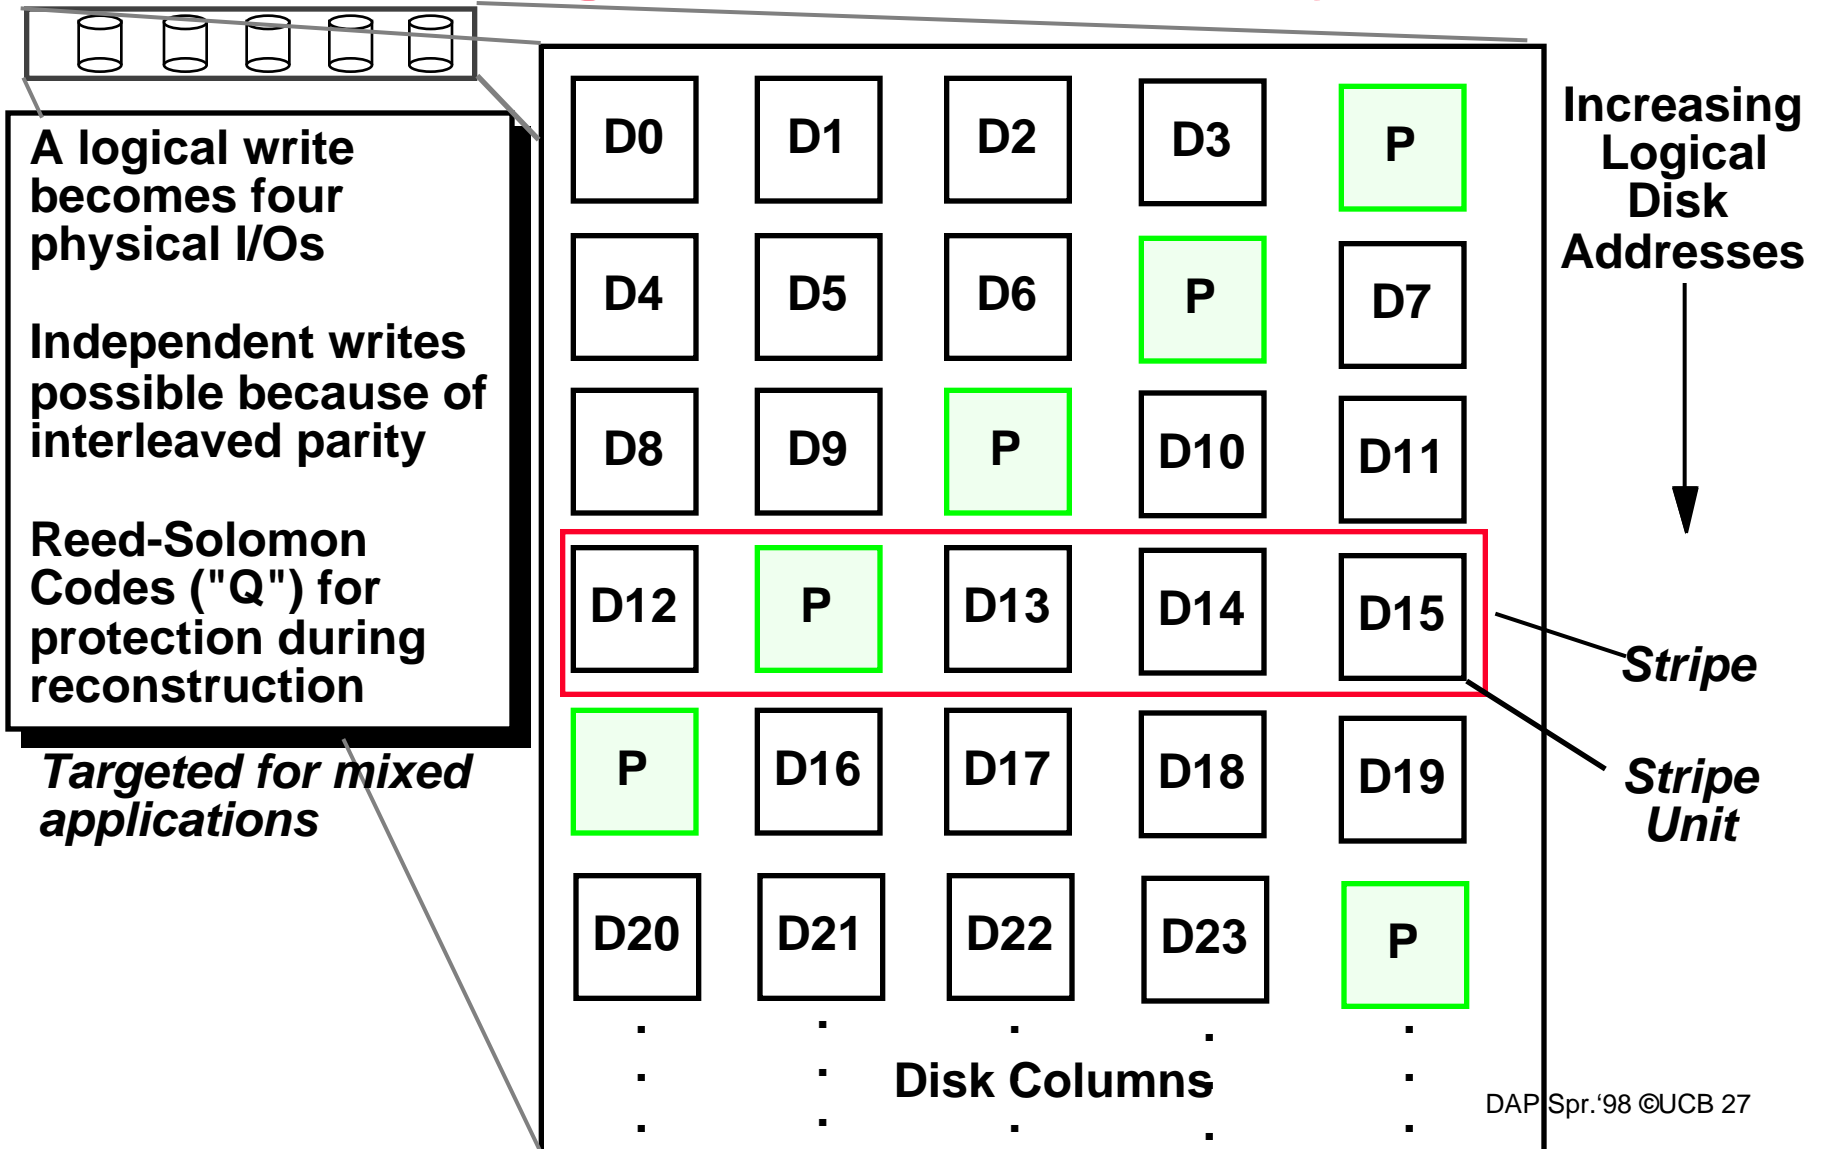 A logical write
becomes four
physical I/Os
Independent writes
possible because of
interleaved parity
Reed-Solomon
Codes ("Q") for
protection during
reconstruction
Targeted for mixed
applications
D0 D1 D2 D3 P
D4 D5 D6 P D7
D8 D9 P D10 D11
D12 P D13 D14 D15
P D16 D17 D18 D19
D20 D21 D22 D23 P
Disk Columns
Increasing
Logical
Disk
Addresses
Stripe
Stripe
Unit
DAP Spr.‘98 ©UCB 27